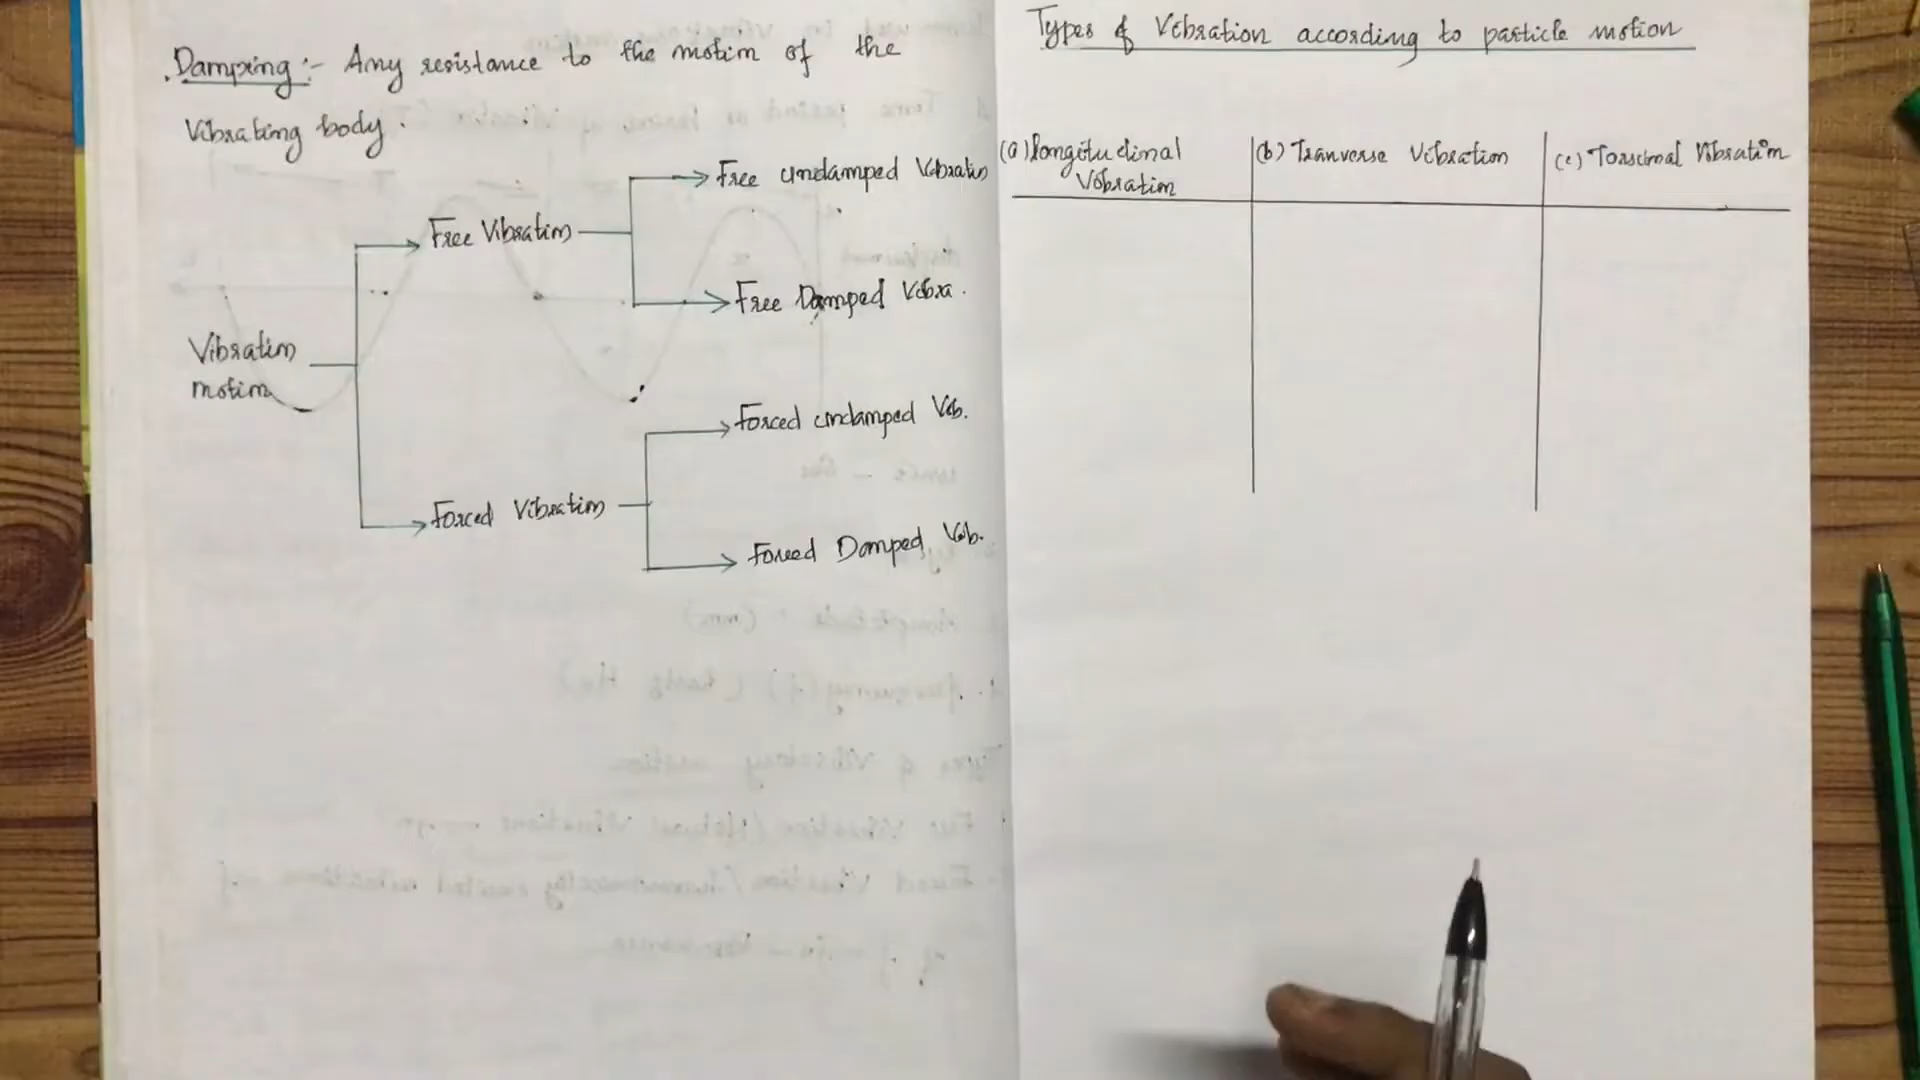 Damping :- Any resistance to the motion of the
Vibrating body.
Vibration
motion
Free Vibration
Free undamped Vibration
Free Damped Vibra.
Forced Vibration
Forced undamped Vib.
Forced Damped Vib.
Types of Vibration according to particle motion
(a) Longitudinal
Vibration
(b) Tranverse Vibration
(c) Torsional Vibration